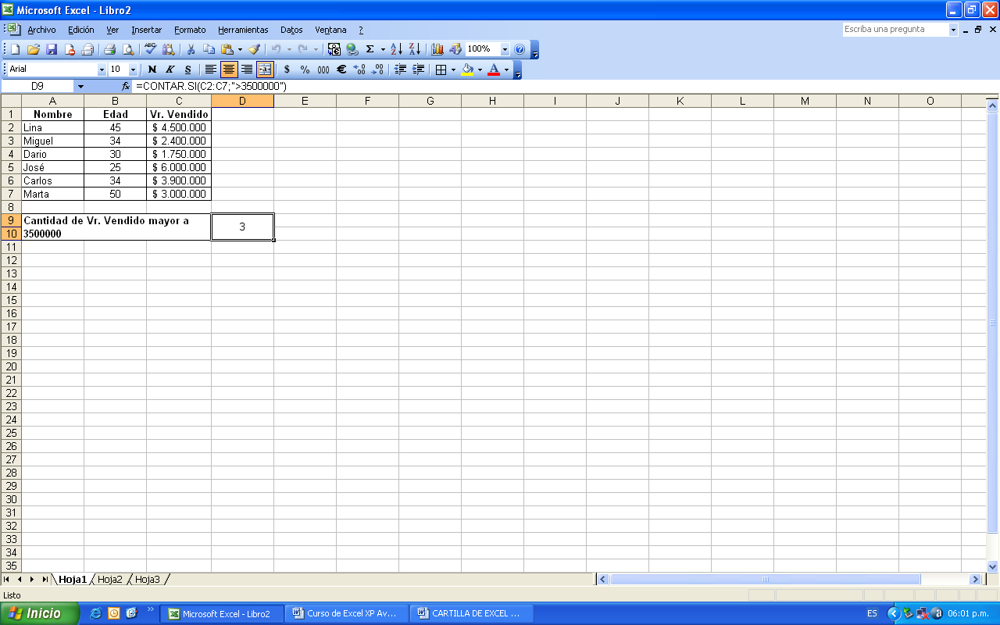 Microsoft Excel - Libro2
Archivo Edición Ver Insertar Formato Herramientas Datos Ventana ?
Escriba una pregunta
100%
Arial 10 N K S $ % 000 €
D9 fx =CONTAR.SI(C2:C7;">3500000")
A B C D E F G H I J K L M N O
1 Nombre Edad Vr. Vendido
2 Lina 45 $ 4.500.000
3 Miguel 34 $ 2.400.000
4 Dario 30 $ 1.750.000
5 José 25 $ 6.000.000
6 Carlos 34 $ 3.900.000
7 Marta 50 $ 3.000.000
8
9 Cantidad de Vr. Vendido mayor a
10 3500000 3
11
12
13
14
15
16
17
18
19
20
21
22
23
24
25
26
27
28
29
30
31
32
33
34
35
Hoja1 Hoja2 Hoja3
Listo
Inicio Microsoft Excel - Libro2 Curso de Excel XP Av... CARTILLA DE EXCEL ... ES 06:01 p.m.